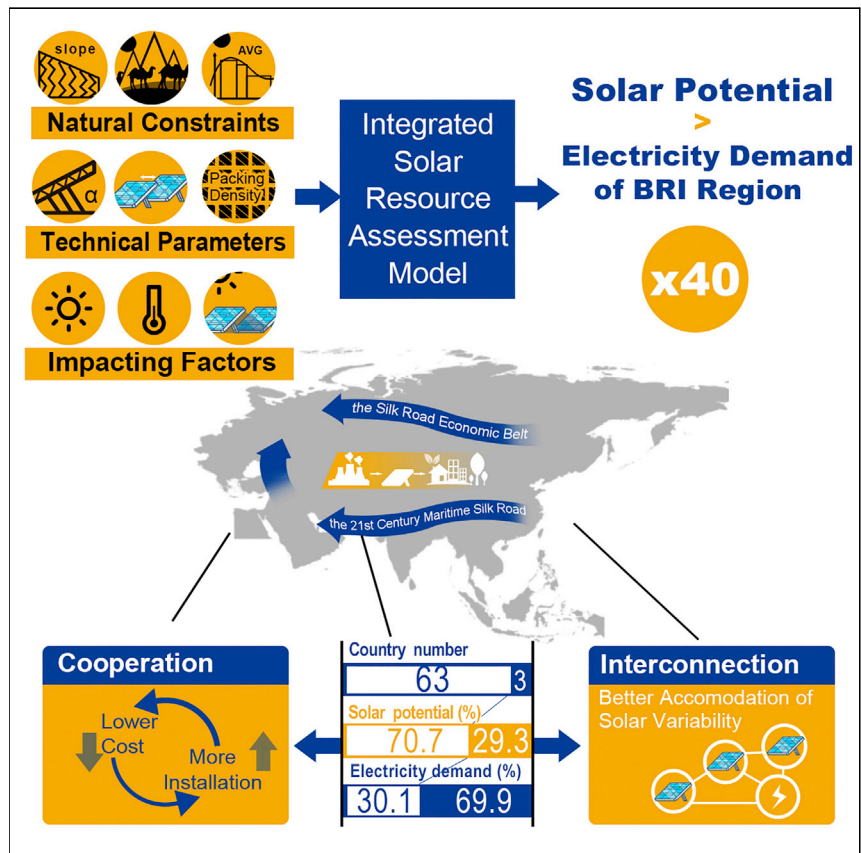 slope
AVG
Natural Constraints
α
Packing
Density
Technical Parameters
Impacting Factors
Integrated
Solar
Resource
Assessment
Model
Solar Potential
>
Electricity Demand
of BRI Region
x40
the Silk Road Economic Belt
the 21st Century Maritime Silk Road
Cooperation
Lower
Cost
More
Installation
Country number
63 3
Solar potential (%)
70.7 29.3
Electricity demand (%)
30.1 69.9
Interconnection
Better Accomodation of
Solar Variability